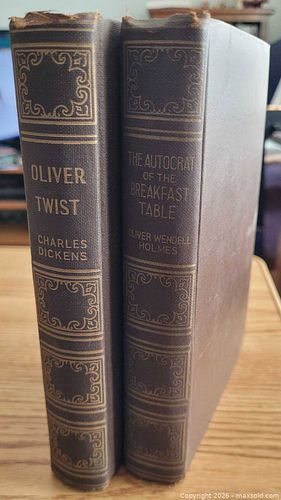 OLIVER
TWIST
CHARLES
DICKENS
THE AUTOCRAT
OF THE
BREAKFAST
TABLE
OLIVER WENDELL
HOLMES
Copyright 2026 - maxsold.com